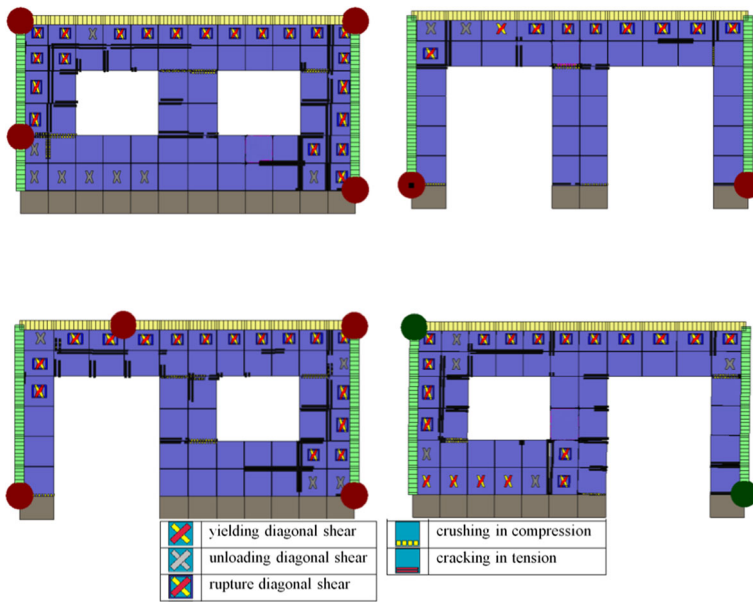 yielding diagonal shear
unloading diagonal shear
rupture diagonal shear
crushing in compression
cracking in tension